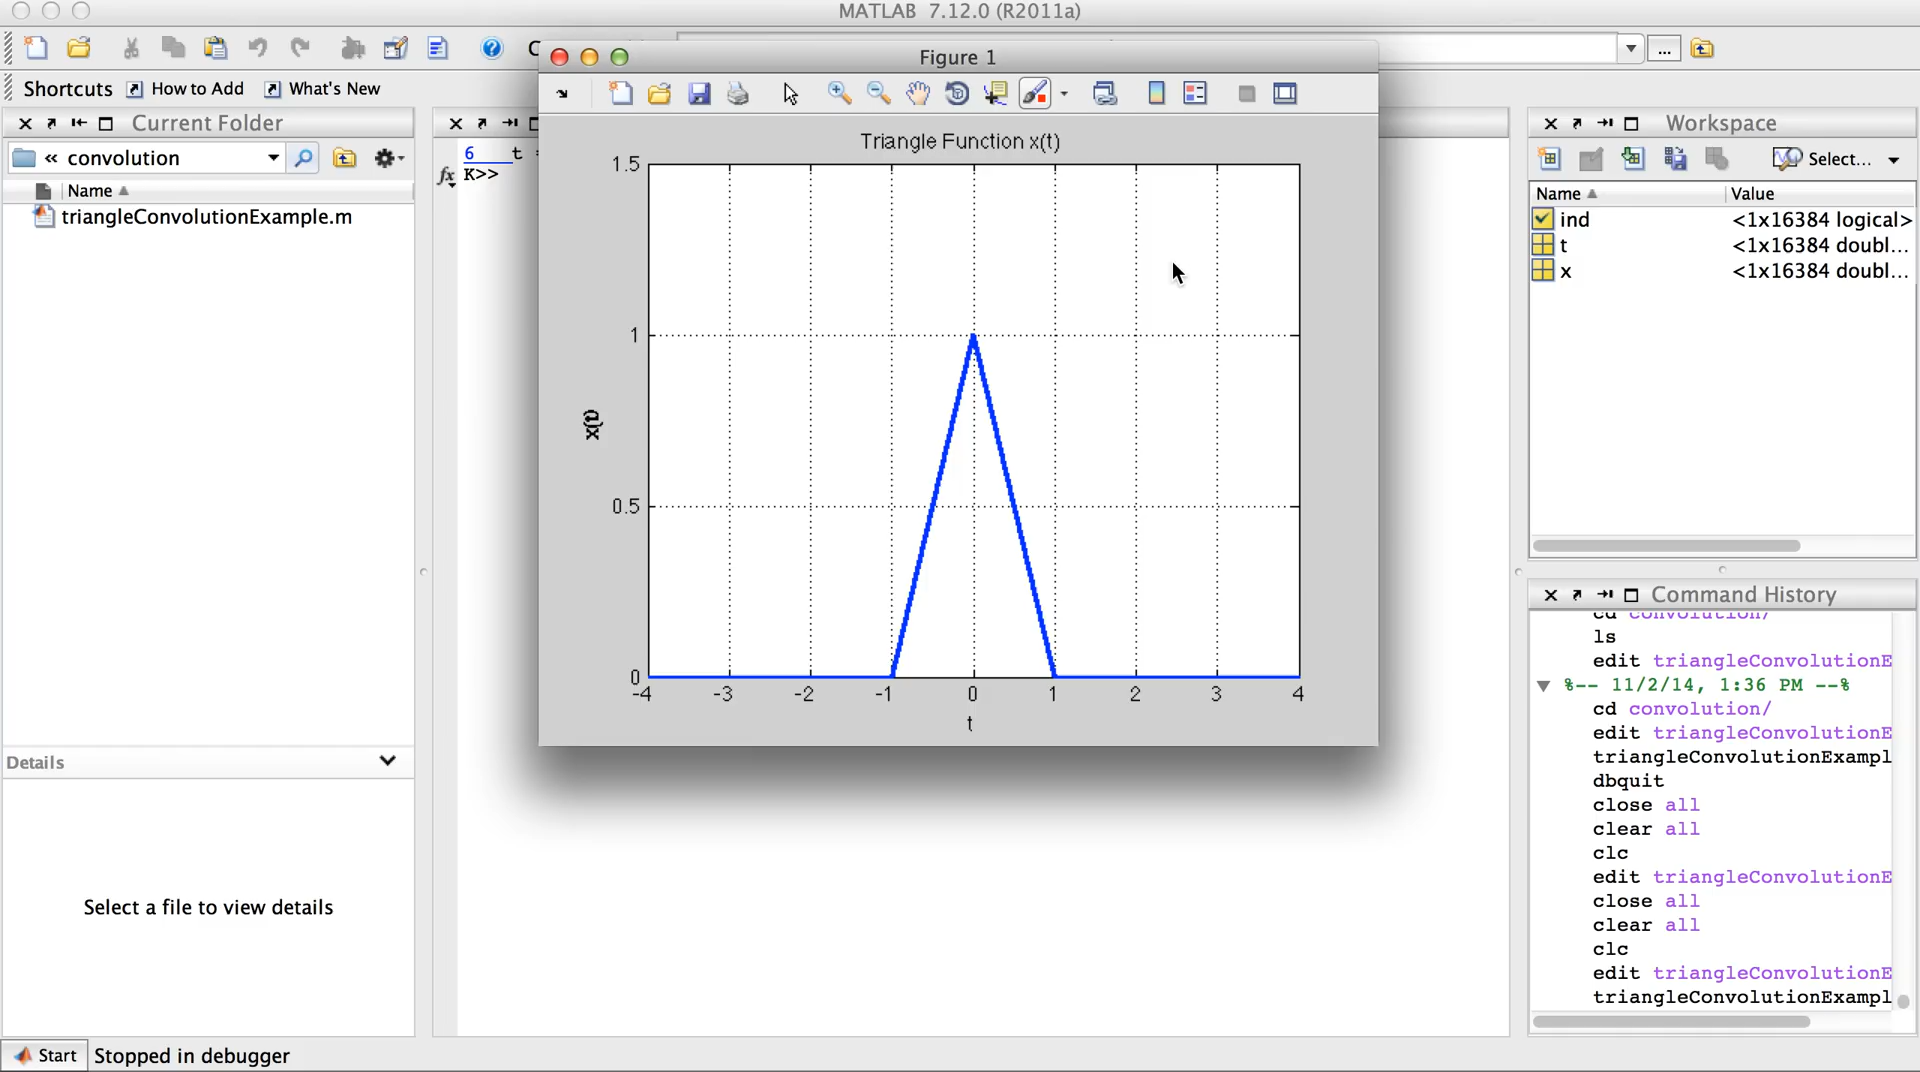 MATLAB 7.12.0 (R2011a)
Figure 1
Shortcuts How to Add What's New
Current Folder
« convolution
Name
triangleConvolutionExample.m
Details
Select a file to view details
6 t
fx K>>
Triangle Function x(t)
1.5
1
0.5
0
x(t)
-4 -3 -2 -1 0 1 2 3 4
t
Workspace
Select...
Name Value
ind <1x16384 logical>
t <1x16384 doubl...
x <1x16384 doubl...
Command History
cd convolution/
ls
edit triangleConvolutionE
%-- 11/2/14, 1:36 PM --%
cd convolution/
edit triangleConvolutionE
triangleConvolutionExampl
dbquit
close all
clear all
clc
edit triangleConvolutionE
close all
clear all
clc
edit triangleConvolutionE
triangleConvolutionExampl
Start Stopped in debugger